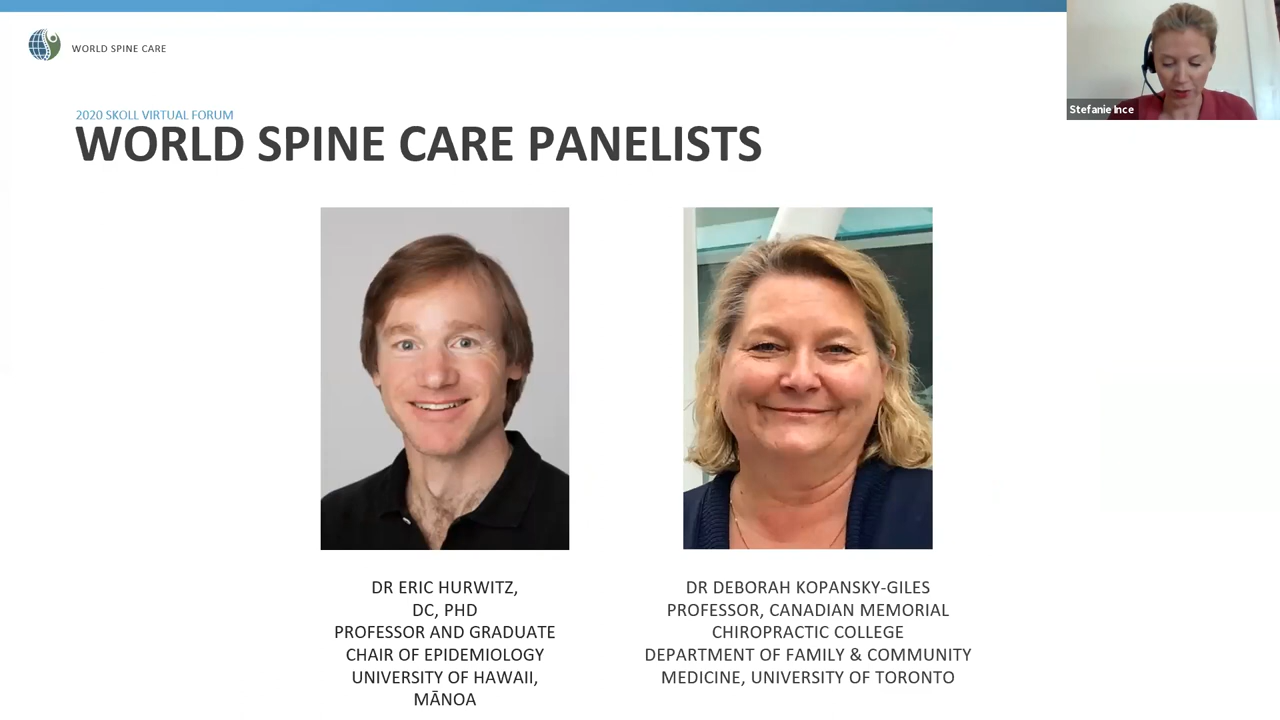 WORLD SPINE CARE
Stefanie Ince
2020 SKOLL VIRTUAL FORUM
WORLD SPINE CARE PANELISTS
DR ERIC HURWITZ,
DC, PHD
PROFESSOR AND GRADUATE
CHAIR OF EPIDEMIOLOGY
UNIVERSITY OF HAWAII,
MĀNOA
DR DEBORAH KOPANSKY-GILES
PROFESSOR, CANADIAN MEMORIAL
CHIROPRACTIC COLLEGE
DEPARTMENT OF FAMILY & COMMUNITY
MEDICINE, UNIVERSITY OF TORONTO